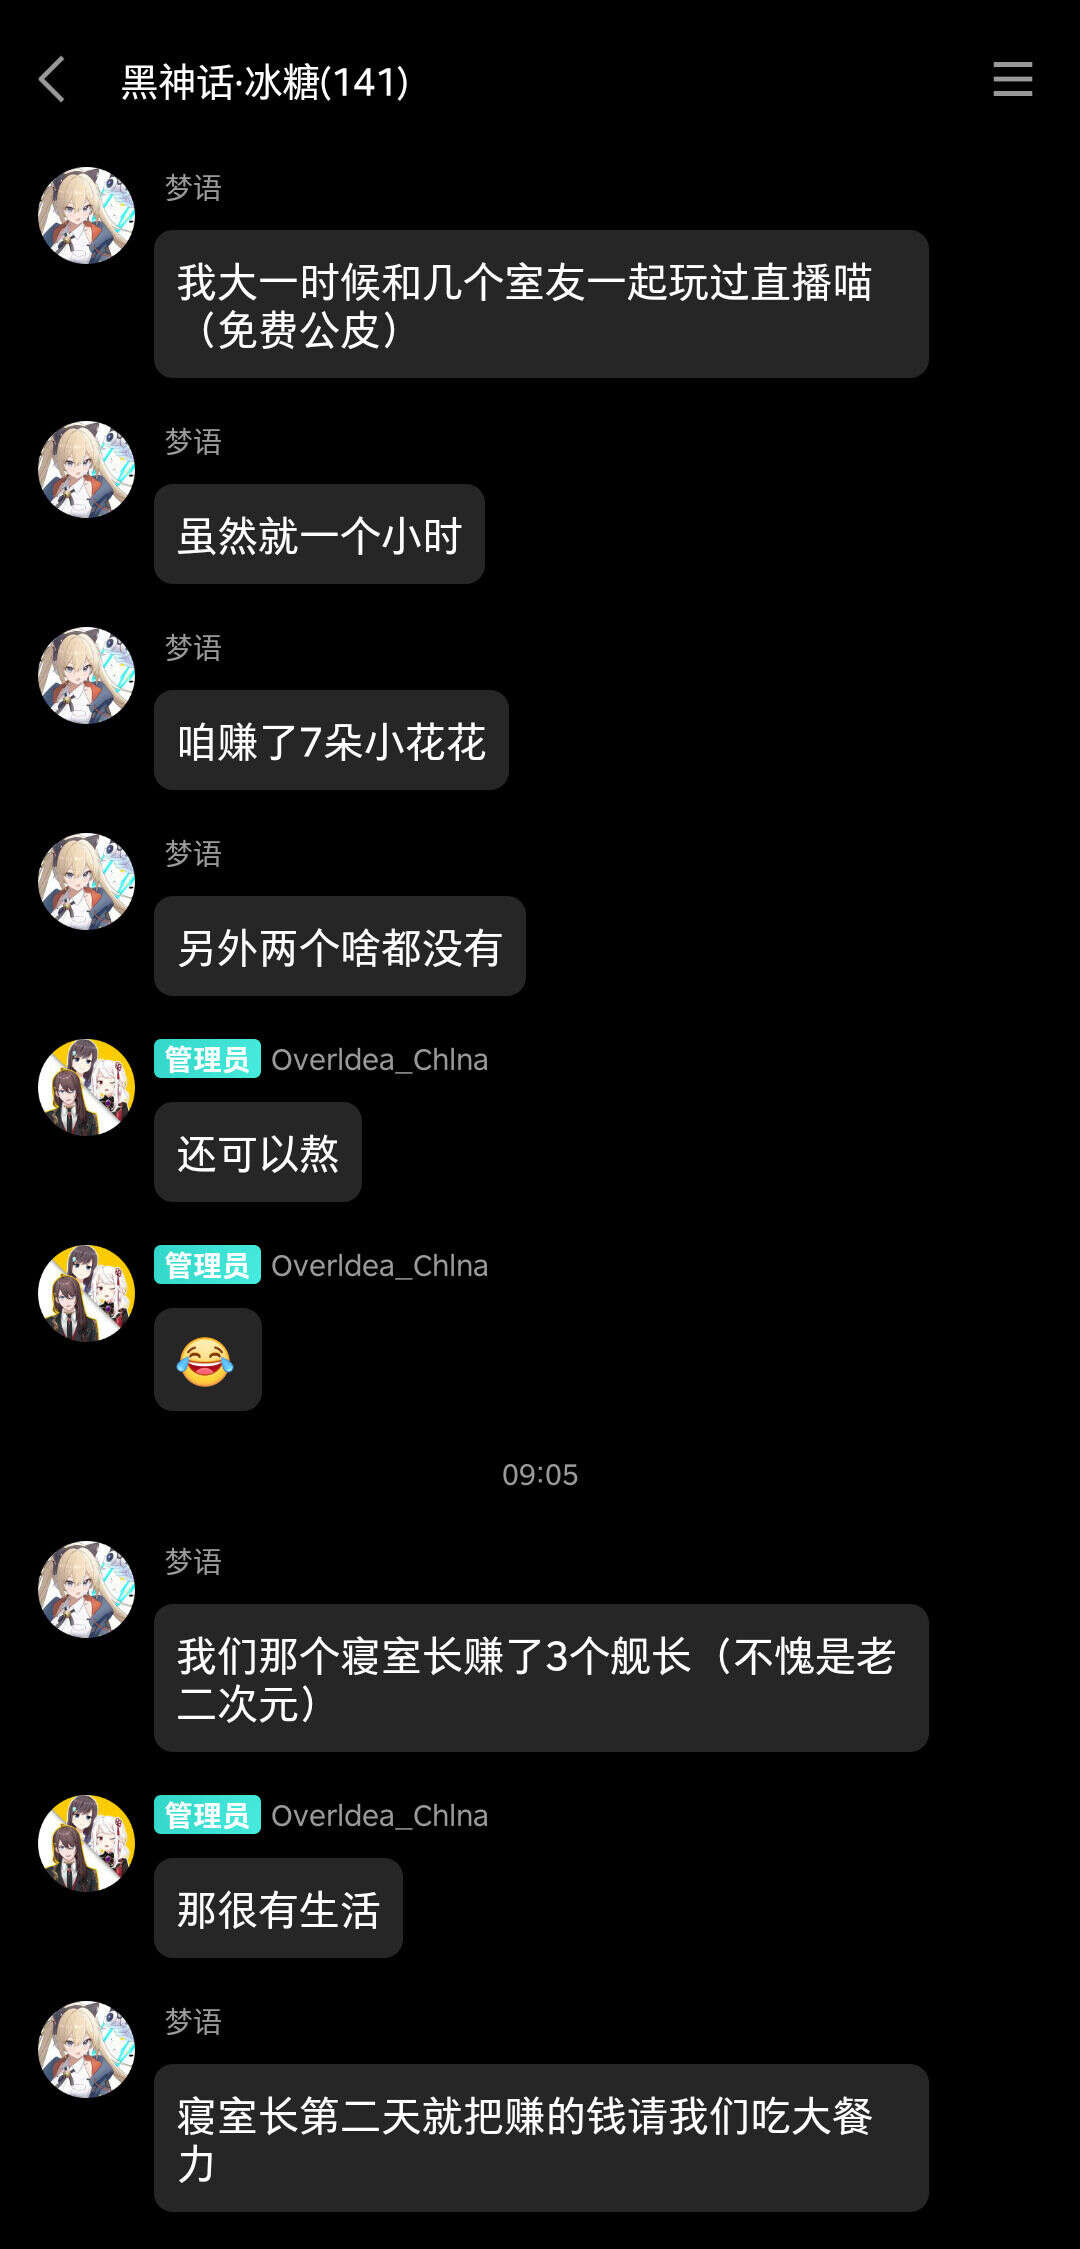 黑神话·冰糖(141)
梦语
我大一时候和几个室友一起玩过直播喵
（免费公皮）
梦语
虽然就一个小时
梦语
咱赚了7朵小花花
梦语
另外两个啥都没有
管理员 Overldea_Chlna
还可以熬
管理员 Overldea_Chlna
😂
09:05
梦语
我们那个寝室长赚了3个舰长（不愧是老
二次元）
管理员 Overldea_Chlna
那很有生活
梦语
寝室长第二天就把赚的钱请我们吃大餐
力